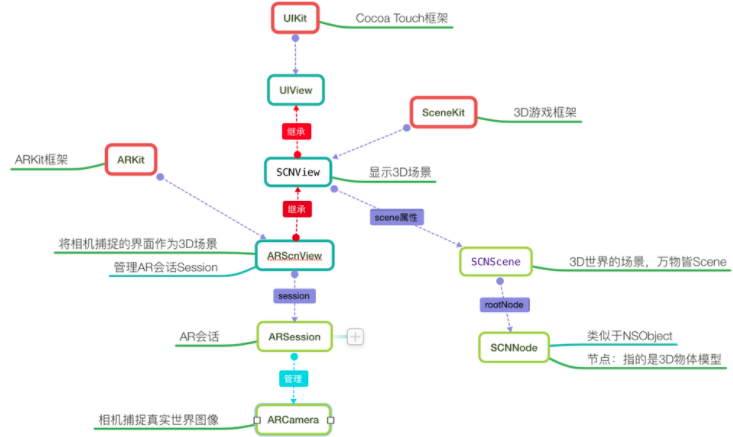 UIKit
Cocoa Touch框架
UIView
SceneKit
3D游戏框架
继承
ARKit框架
ARKit
SCNView
显示3D场景
继承
scene属性
将相机捕捉的界面作为3D场景
ARScnView
管理AR会话Session
SCNScene
3D世界的场景，万物皆Scene
session
rootNode
AR会话
ARSession
类似于NSObject
SCNNode
节点：指的是3D物体模型
管理
相机捕捉真实世界图像
ARCamera